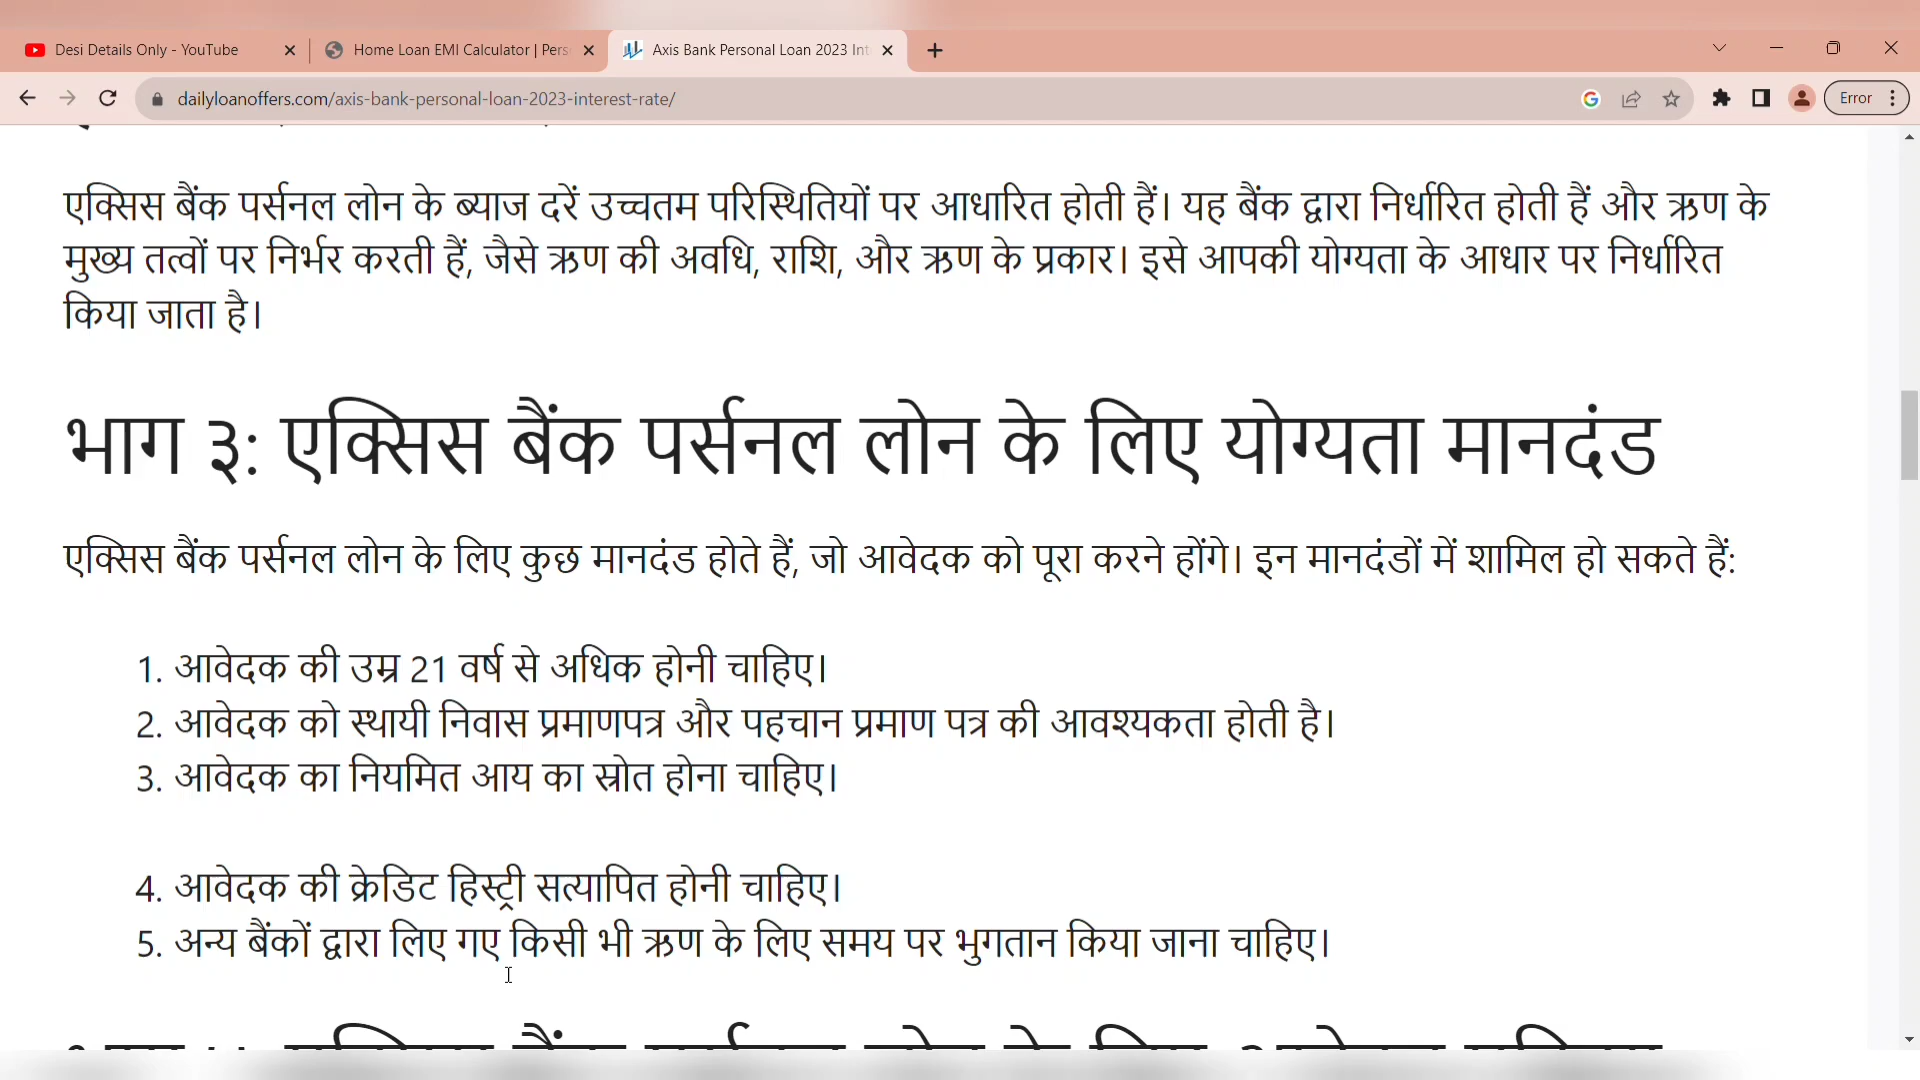 Desi Details Only - YouTube
Home Loan EMI Calculator | Pers
Axis Bank Personal Loan 2023 Int
dailyloanoffers.com/axis-bank-personal-loan-2023-interest-rate/
Error
एक्सिस बैंक पर्सनल लोन के ब्याज दरें उच्चतम परिस्थितियों पर आधारित होती हैं। यह बैंक द्वारा निर्धारित होती हैं और ऋण के
मुख्य तत्वों पर निर्भर करती हैं, जैसे ऋण की अवधि, राशि, और ऋण के प्रकार। इसे आपकी योग्यता के आधार पर निर्धारित
किया जाता है।
भाग ३: एक्सिस बैंक पर्सनल लोन के लिए योग्यता मानदंड
एक्सिस बैंक पर्सनल लोन के लिए कुछ मानदंड होते हैं, जो आवेदक को पूरा करने होंगे। इन मानदंडों में शामिल हो सकते हैं:
1. आवेदक की उम्र 21 वर्ष से अधिक होनी चाहिए।
2. आवेदक को स्थायी निवास प्रमाणपत्र और पहचान प्रमाण पत्र की आवश्यकता होती है।
3. आवेदक का नियमित आय का स्रोत होना चाहिए।
4. आवेदक की क्रेडिट हिस्ट्री सत्यापित होनी चाहिए।
5. अन्य बैंकों द्वारा लिए गए किसी भी ऋण के लिए समय पर भुगतान किया जाना चाहिए।